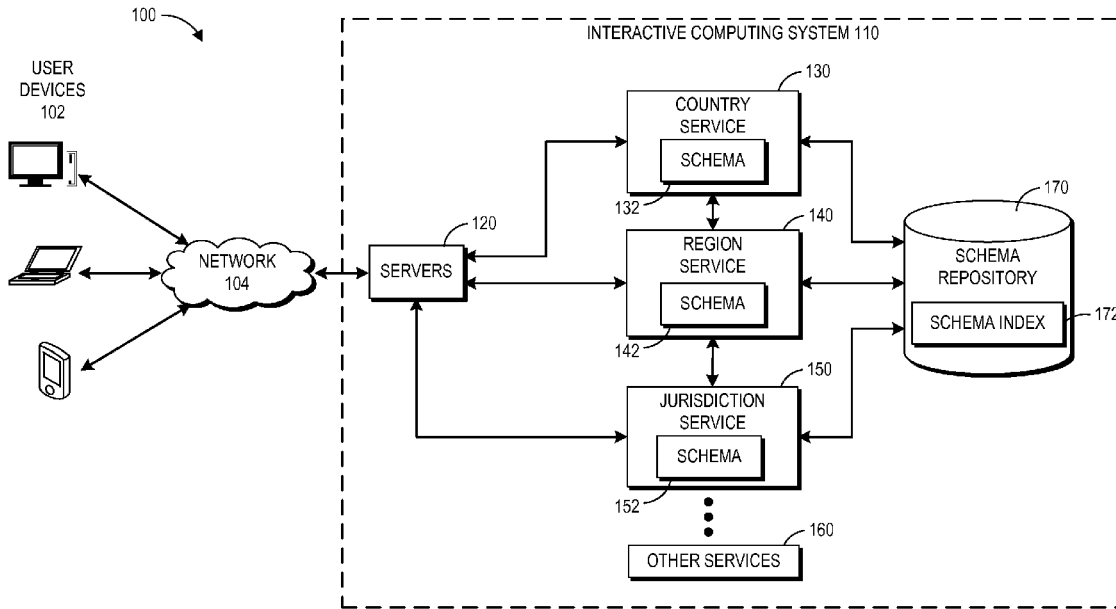 100
INTERACTIVE COMPUTING SYSTEM 110
USER
DEVICES
102
NETWORK
104
120
SERVERS
130
COUNTRY
SERVICE
SCHEMA
132
140
REGION
SERVICE
SCHEMA
142
150
JURISDICTION
SERVICE
SCHEMA
152
160
OTHER SERVICES
170
SCHEMA
REPOSITORY
SCHEMA INDEX
172